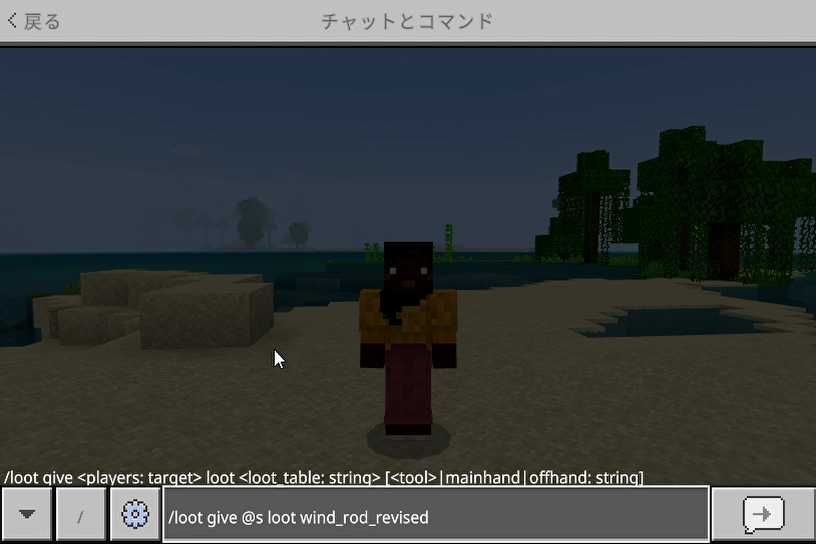 戻る
チャットとコマンド
/loot give <players: target> loot <loot_table: string> [<tool>|mainhand|offhand: string]
/
/loot give @s loot wind_rod_revised